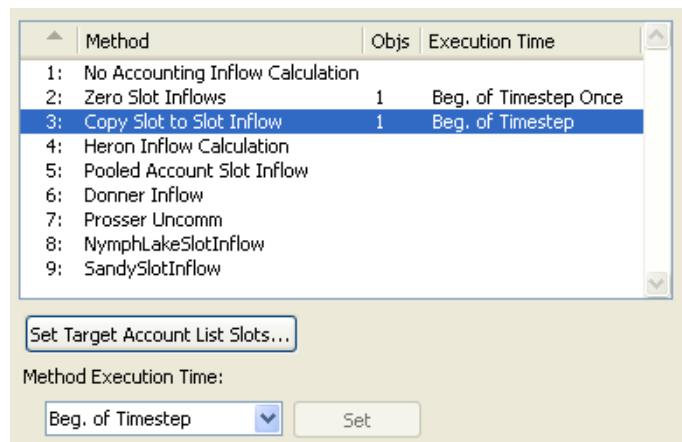 Method Objs Execution Time
1: No Accounting Inflow Calculation
2: Zero Slot Inflows 1 Beg. of Timestep Once
3: Copy Slot to Slot Inflow 1 Beg. of Timestep
4: Heron Inflow Calculation
5: Pooled Account Slot Inflow
6: Donner Inflow
7: Prosser Uncomm
8: NymphLakeSlotInflow
9: SandySlotInflow
Set Target Account List Slots...
Method Execution Time:
Beg. of Timestep Set